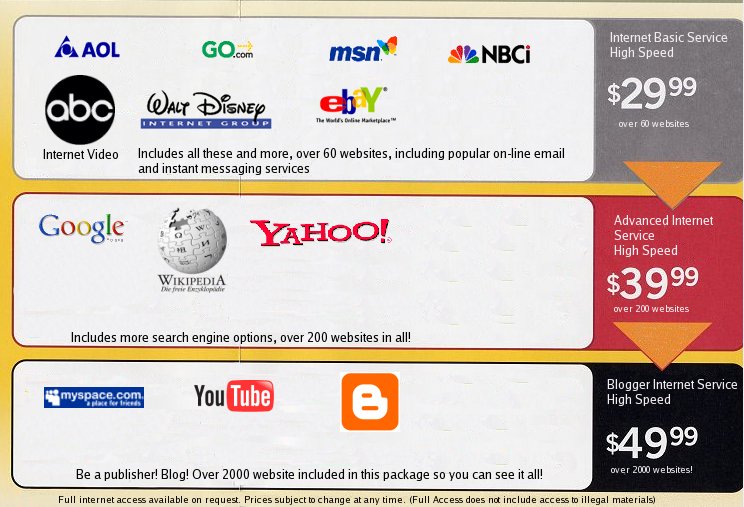 AOL
GO.com
msn
NBCi
abc
WALT DISNEY
INTERNET GROUP
ebaY
The World's Online Marketplace™
Internet Video
Includes all these and more, over 60 websites, including popular on-line email
and instant messaging services
Internet Basic Service
High Speed
$29.99
over 60 websites
Google
WIKIPEDIA
Die freie Enzyklopädie
YAHOO!
Includes more search engine options, over 200 websites in all!
Advanced Internet
Service
High Speed
$39.99
over 200 websites
myspace.com
a place for friends
YouTube
Be a publisher! Blog! Over 2000 website included in this package so you can see it all!
Blogger Internet Service
High Speed
$49.99
over 2000 websites!
Full internet access available on request. Prices subject to change at any time. (Full Access does not include access to illegal materials)